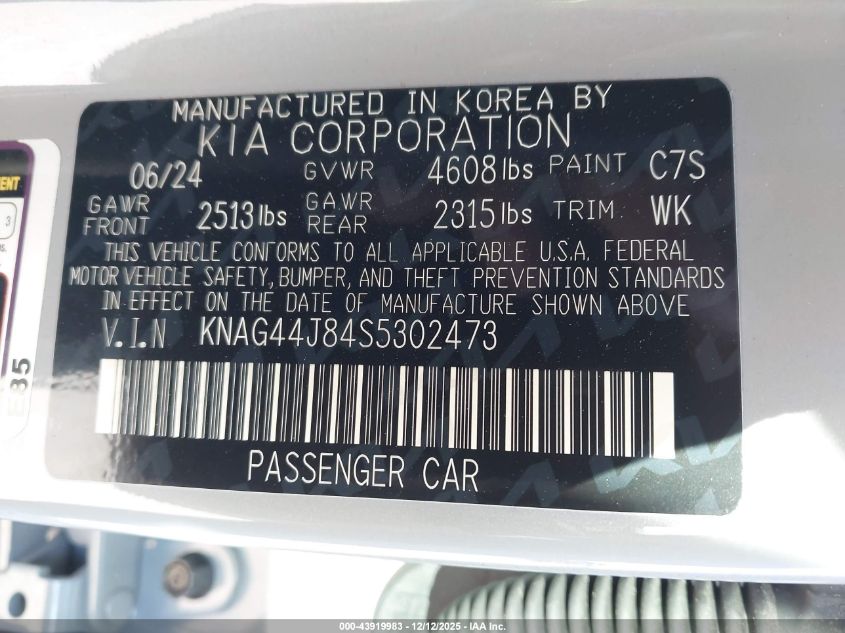 MANUFACTURED IN KOREA BY
KIA CORPORATION
06/24 GVWR 4608 lbs PAINT C7S
GAWR FRONT 2513 lbs GAWR REAR 2315 lbs TRIM WK
THIS VEHICLE CONFORMS TO ALL APPLICABLE U.S.A. FEDERAL
MOTOR VEHICLE SAFETY, BUMPER, AND THEFT PREVENTION STANDARDS
IN EFFECT ON THE DATE OF MANUFACTURE SHOWN ABOVE
V.I.N KNAG44J84S5302473
PASSENGER CAR
3
E85
000-43919983 - 12/12/2025 - IAA Inc.